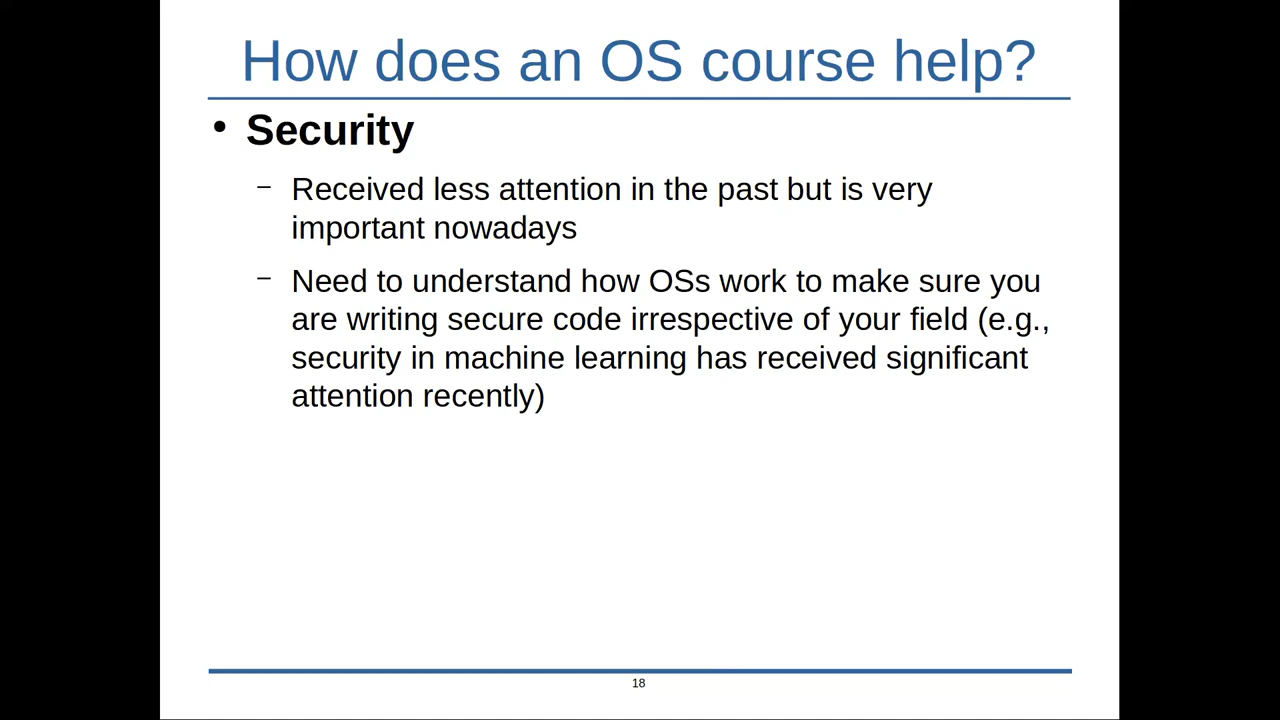 How does an OS course help?
• Security
– Received less attention in the past but is very
important nowadays
– Need to understand how OSs work to make sure you
are writing secure code irrespective of your field (e.g.,
security in machine learning has received significant
attention recently)
18